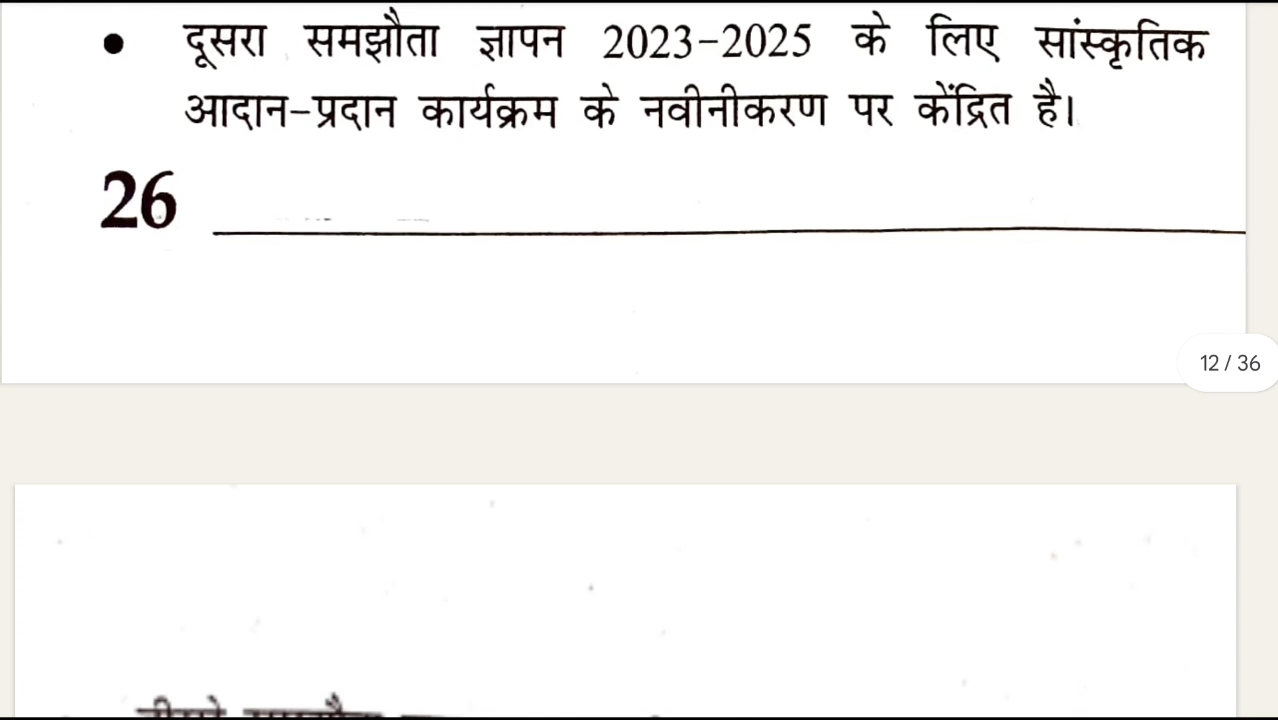 • दूसरा समझौता ज्ञापन 2023-2025 के लिए सांस्कृतिक
आदान-प्रदान कार्यक्रम के नवीनीकरण पर केंद्रित है।
26
12 / 36